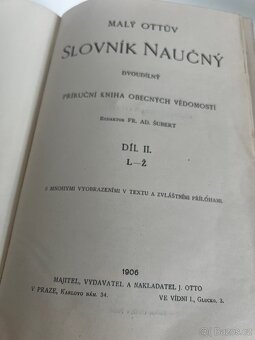 MALÝ OTTŮV
SLOVNÍK NAUČNÝ
DVOUDÍLNÝ
PŘÍRUČNÍ KNIHA OBECNÝCH VĚDOMOSTÍ
REDAKTOR FR. AD. ŠUBERT
DÍL II.
L—Ž
S MNOHÝMI VYOBRAZENÍMI V TEXTU A ZVLÁŠTNÍMI PŘÍLOHAMI.
1906
MAJITEL, VYDAVATEL A NAKLADATEL J. OTTO
V PRAZE, KARLOVO NÁM. 34. VE VÍDNI I., GLUCKG. 3.